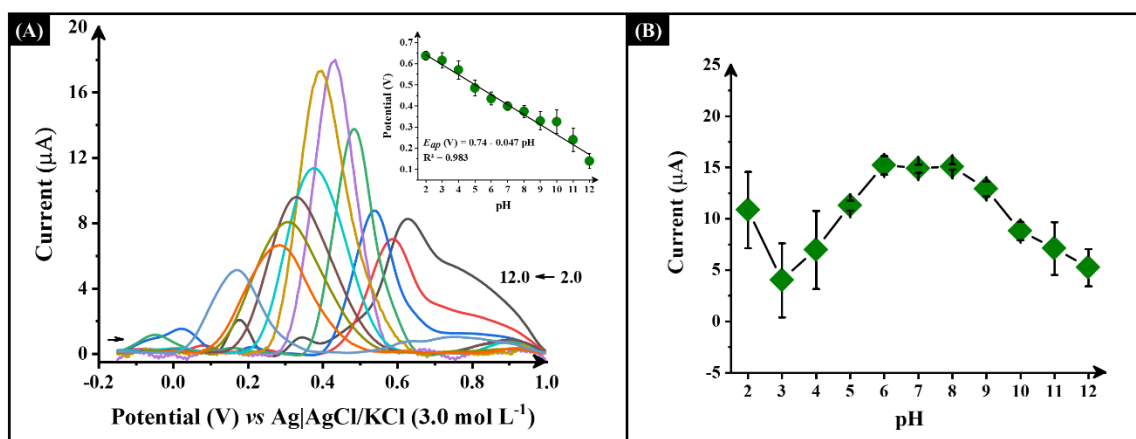 (A)
20
16
12
8
4
0
Current (μA)
-0.2
0.0
0.2
0.4
0.6
0.8
1.0
Potential (V) vs Ag|AgCl/KCl (3.0 mol L⁻¹)
12.0 ← 2.0
0.7
0.6
0.5
0.4
0.3
0.2
0.1
Potential (V)
E_ap (V) = 0.74 - 0.047 pH
R² = 0.983
2 3 4 5 6 7 8 9 10 11 12
pH
(B)
25
20
15
10
5
0
-5
Current (μA)
2 3 4 5 6 7 8 9 10 11 12
pH